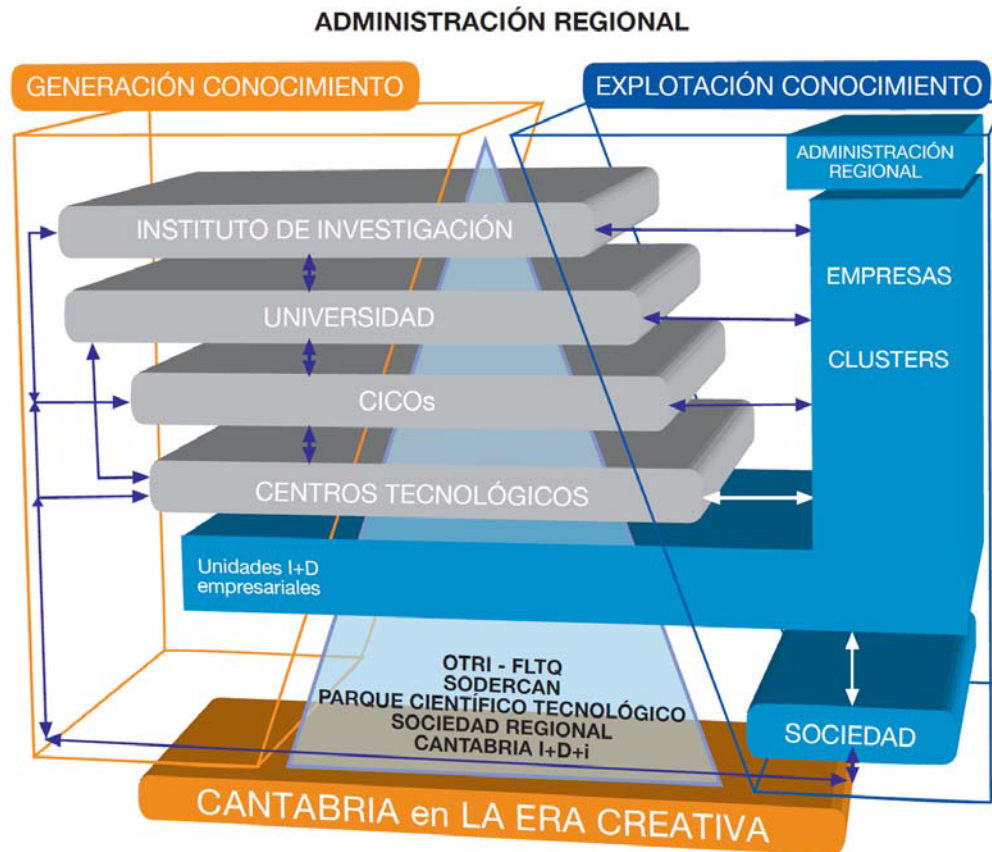 ADMINISTRACIÓN REGIONAL
GENERACIÓN CONOCIMIENTO
EXPLOTACIÓN CONOCIMIENTO
ADMINISTRACIÓN
REGIONAL
INSTITUTO DE INVESTIGACIÓN
EMPRESAS
UNIVERSIDAD
CLUSTERS
CICOs
CENTROS TECNOLÓGICOS
Unidades I+D
empresariales
OTRI - FLTQ
SODERCAN
PARQUE CIENTÍFICO TECNOLÓGICO
SOCIEDAD REGIONAL
CANTABRIA I+D+i
SOCIEDAD
CANTABRIA en LA ERA CREATIVA